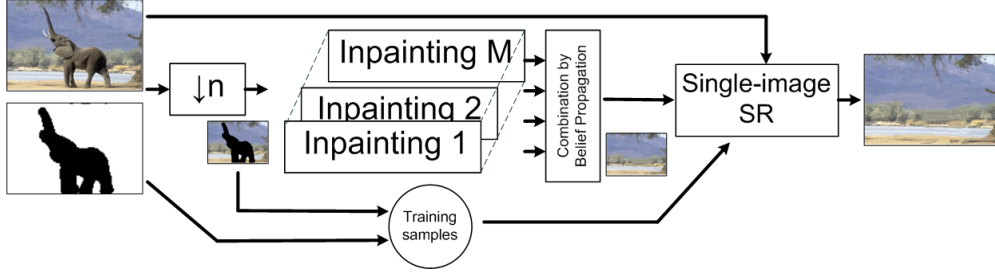 ↓n
Inpainting M
Inpainting 2
Inpainting 1
Combination by
Belief Propagation
Single-image
SR
Training
samples